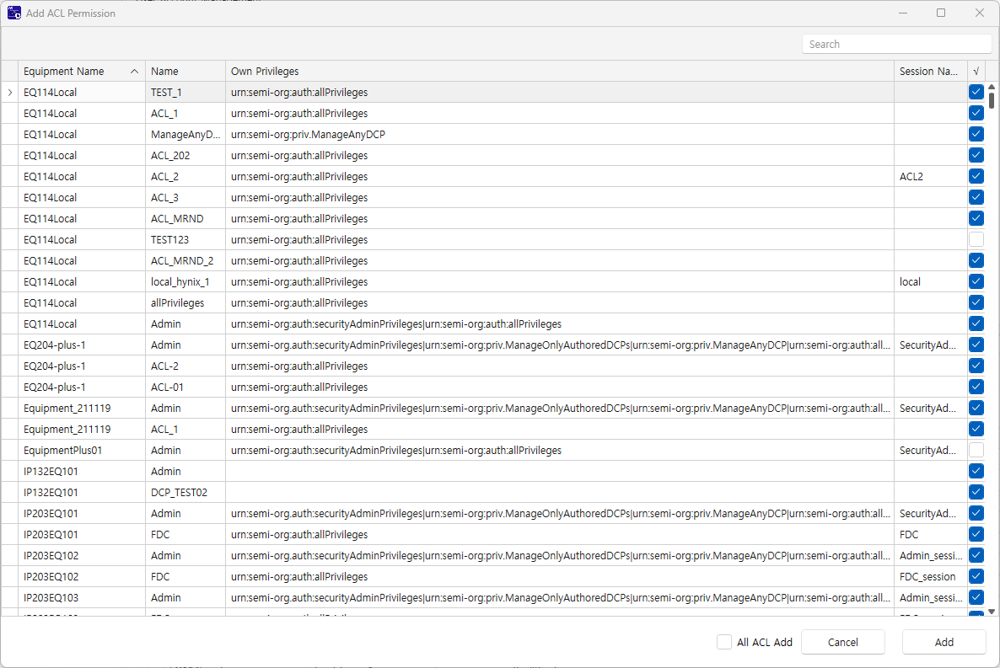 Add ACL Permission
Search
Equipment Name Name Own Privileges Session Na... √
EQ114Local TEST_1 urn:semi-org:auth:allPrivileges
EQ114Local ACL_1 urn:semi-org:auth:allPrivileges
EQ114Local ManageAnyD... urn:semi-org:priv.ManageAnyDCP
EQ114Local ACL_202 urn:semi-org:auth:allPrivileges
EQ114Local ACL_2 urn:semi-org:auth:allPrivileges ACL2
EQ114Local ACL_3 urn:semi-org:auth:allPrivileges
EQ114Local ACL_MRND urn:semi-org:auth:allPrivileges
EQ114Local TEST123 urn:semi-org:auth:allPrivileges
EQ114Local ACL_MRND_2 urn:semi-org:auth:allPrivileges
EQ114Local local_hynix_1 urn:semi-org:auth:allPrivileges local
EQ114Local allPrivileges urn:semi-org:auth:allPrivileges
EQ114Local Admin urn:semi-org.auth:securityAdminPrivileges|urn:semi-org:auth:allPrivileges
EQ204-plus-1 Admin urn:semi-org.auth:securityAdminPrivileges|urn:semi-org:priv.ManageOnlyAuthoredDCPs|urn:semi-org:priv.ManageAnyDCP|urn:semi-org:auth:all... SecurityAd...
EQ204-plus-1 ACL-2 urn:semi-org:auth:allPrivileges
EQ204-plus-1 ACL-01 urn:semi-org:auth:allPrivileges
Equipment_211119 Admin urn:semi-org.auth:securityAdminPrivileges|urn:semi-org:priv.ManageOnlyAuthoredDCPs|urn:semi-org:priv.ManageAnyDCP|urn:semi-org:auth:all... SecurityAd...
Equipment_211119 ACL_1 urn:semi-org:auth:allPrivileges
EquipmentPlus01 Admin urn:semi-org.auth:securityAdminPrivileges|urn:semi-org:auth:allPrivileges SecurityAd...
IP132EQ101 Admin
IP132EQ101 DCP_TEST02
IP203EQ101 Admin urn:semi-org.auth:securityAdminPrivileges|urn:semi-org:priv.ManageOnlyAuthoredDCPs|urn:semi-org:priv.ManageAnyDCP|urn:semi-org:auth:all... SecurityAd...
IP203EQ101 FDC urn:semi-org:auth:allPrivileges FDC
IP203EQ102 Admin urn:semi-org.auth:securityAdminPrivileges|urn:semi-org:priv.ManageOnlyAuthoredDCPs|urn:semi-org:priv.ManageAnyDCP|urn:semi-org:auth:all... Admin_sessi...
IP203EQ102 FDC urn:semi-org:auth:allPrivileges FDC_session
IP203EQ103 Admin urn:semi-org.auth:securityAdminPrivileges|urn:semi-org:priv.ManageOnlyAuthoredDCPs|urn:semi-org:priv.ManageAnyDCP|urn:semi-org:auth:all... Admin_sessi...
All ACL Add Cancel Add